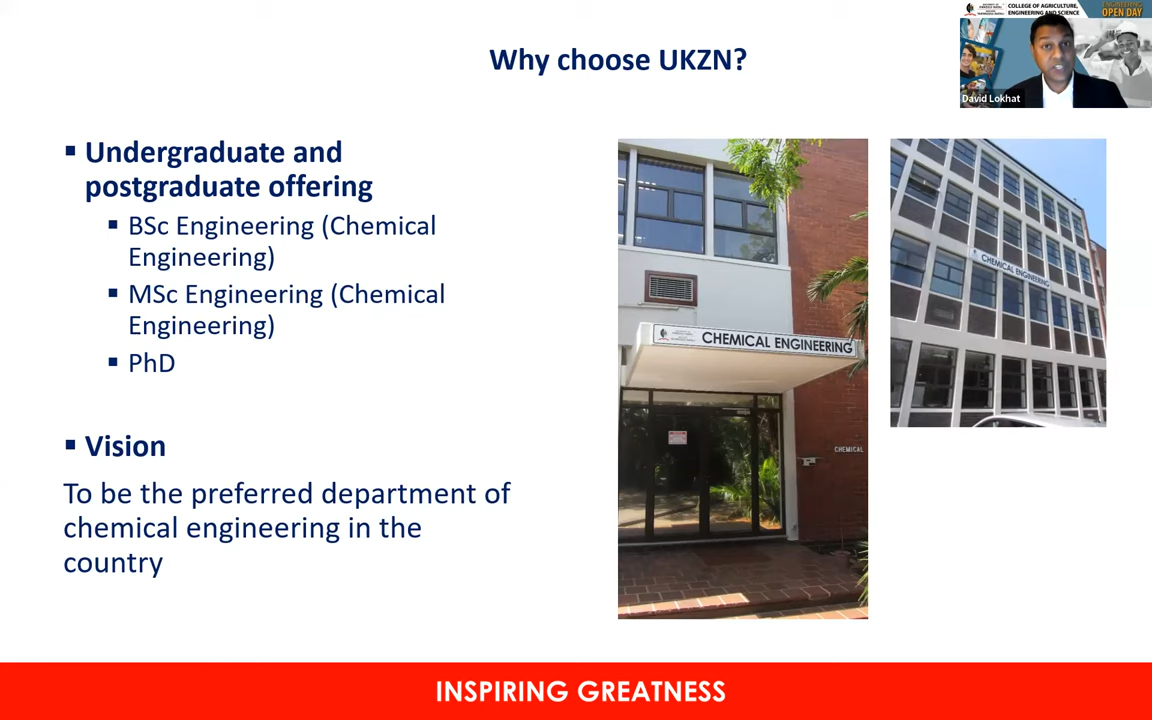 Why choose UKZN?
COLLEGE OF AGRICULTURE,
ENGINEERING AND SCIENCE
ENGINEERING
OPEN DAY
David Lokhat
▪ Undergraduate and
postgraduate offering
▪ BSc Engineering (Chemical
Engineering)
▪ MSc Engineering (Chemical
Engineering)
▪ PhD
▪ Vision
To be the preferred department of
chemical engineering in the
country
CHEMICAL ENGINEERING
CHEMICAL
CHEMICAL ENGINEERING
INSPIRING GREATNESS